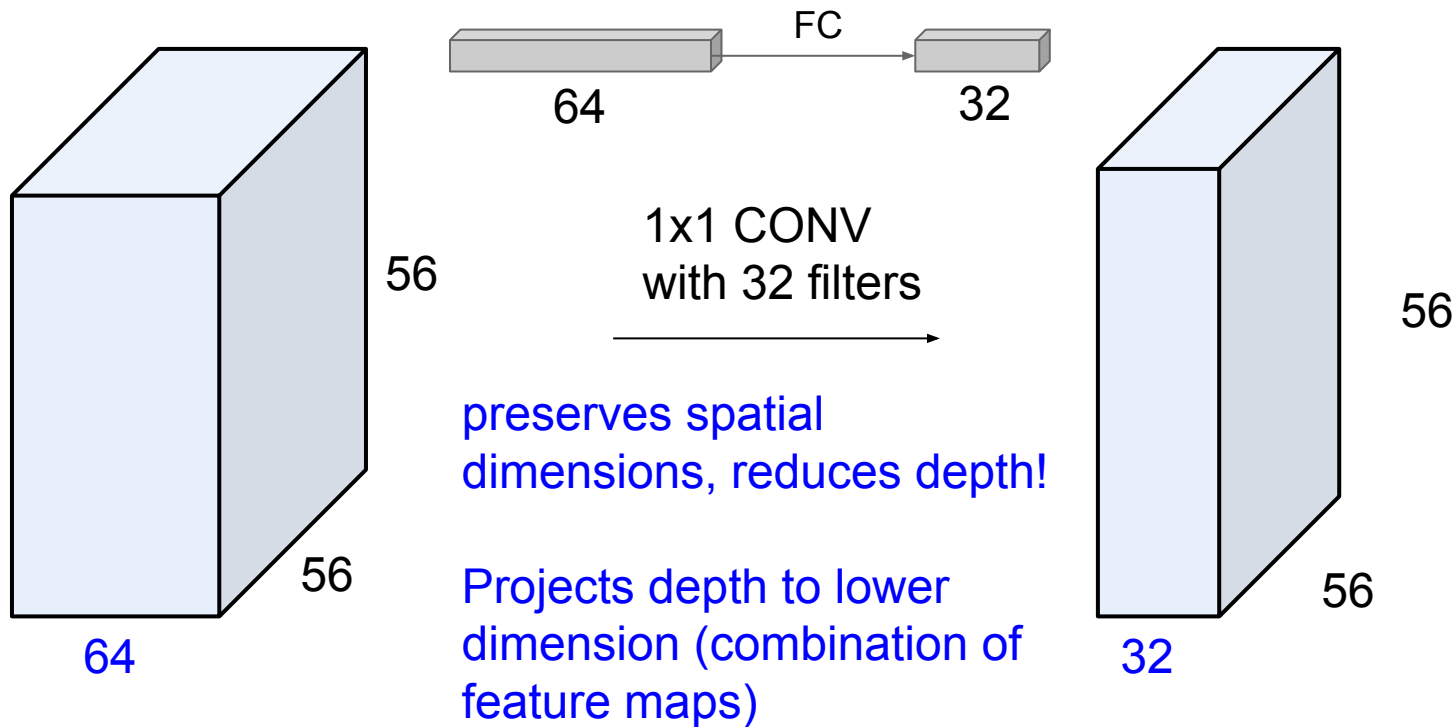 FC
64
32
1x1 CONV
with 32 filters
56
56
preserves spatial
dimensions, reduces depth!
56
56
Projects depth to lower
dimension (combination of
feature maps)
64
32